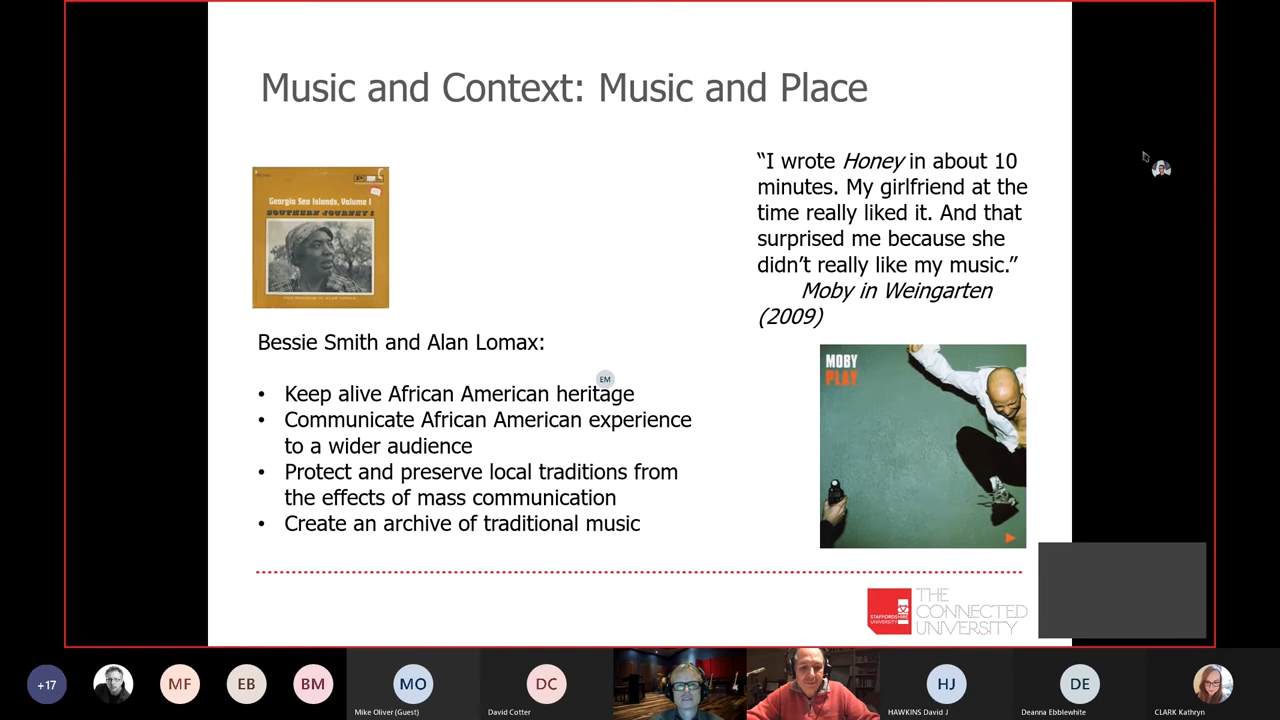 Music and Context: Music and Place
Georgia Sea Islands, Volume I
SOUTHERN JOURNEY
“I wrote Honey in about 10
minutes. My girlfriend at the
time really liked it. And that
surprised me because she
didn’t really like my music.”
Moby in Weingarten
(2009)
Bessie Smith and Alan Lomax:
EM
• Keep alive African American heritage
• Communicate African American experience
to a wider audience
• Protect and preserve local traditions from
the effects of mass communication
• Create an archive of traditional music
MOBY
PLAY
STAFFORDSHIRE
UNIVERSITY
THE
CONNECTED
UNIVERSITY
+17
MF
EB
BM
MO
Mike Oliver (Guest)
DC
David Cotter
HJ
HAWKINS David J
DE
Deanna Ebblewhite
CLARK Kathryn